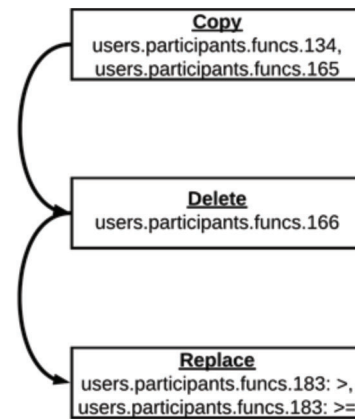 Copy
users.participants.funcs.134,
users.participants.funcs.165
Delete
users.participants.funcs.166
Replace
users.participants.funcs.183: >,
users.participants.funcs.183: >=